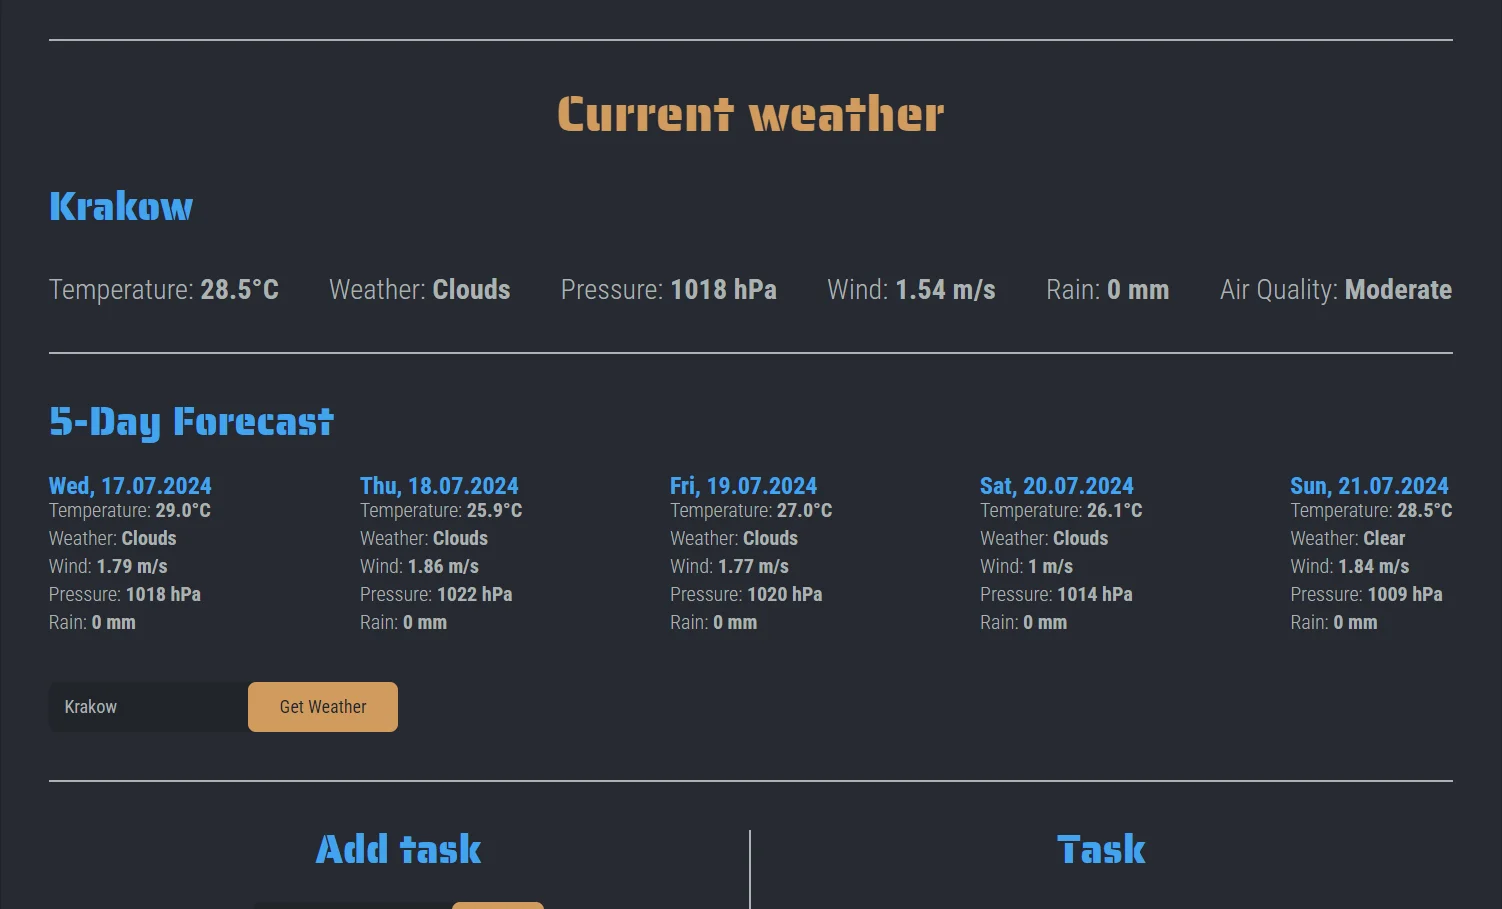 Current weather
Krakow
Temperature: 28.5°C Weather: Clouds Pressure: 1018 hPa Wind: 1.54 m/s Rain: 0 mm Air Quality: Moderate
5-Day Forecast
Wed, 17.07.2024
Temperature: 29.0°C
Weather: Clouds
Wind: 1.79 m/s
Pressure: 1018 hPa
Rain: 0 mm
Thu, 18.07.2024
Temperature: 25.9°C
Weather: Clouds
Wind: 1.86 m/s
Pressure: 1022 hPa
Rain: 0 mm
Fri, 19.07.2024
Temperature: 27.0°C
Weather: Clouds
Wind: 1.77 m/s
Pressure: 1020 hPa
Rain: 0 mm
Sat, 20.07.2024
Temperature: 26.1°C
Weather: Clouds
Wind: 1 m/s
Pressure: 1014 hPa
Rain: 0 mm
Sun, 21.07.2024
Temperature: 28.5°C
Weather: Clear
Wind: 1.84 m/s
Pressure: 1009 hPa
Rain: 0 mm
Krakow
Get Weather
Add task
Task